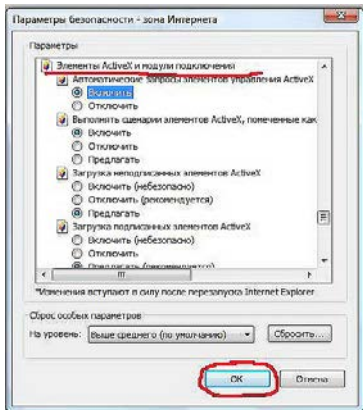 Параметры безопасности - зона Интернета
Параметры
Элементы ActiveX и модули подключения
Автоматические запросы элементов управления ActiveX
Включить
Отключить
Выполнять сценарии элементов ActiveX, помеченные как
Включить
Отключить
Предлагать
Загрузка неподписанных элементов ActiveX
Включить (небезопасно)
Отключить (рекомендуется)
Предлагать
Загрузка подписанных элементов ActiveX
Включить (небезопасно)
Отключить
Предлагать (рекомендуется)
*Изменения вступают в силу после перезапуска Internet Explorer
Сброс особых параметров
На уровень: Выше среднего (по умолчанию) Сбросить...
OK Отмена